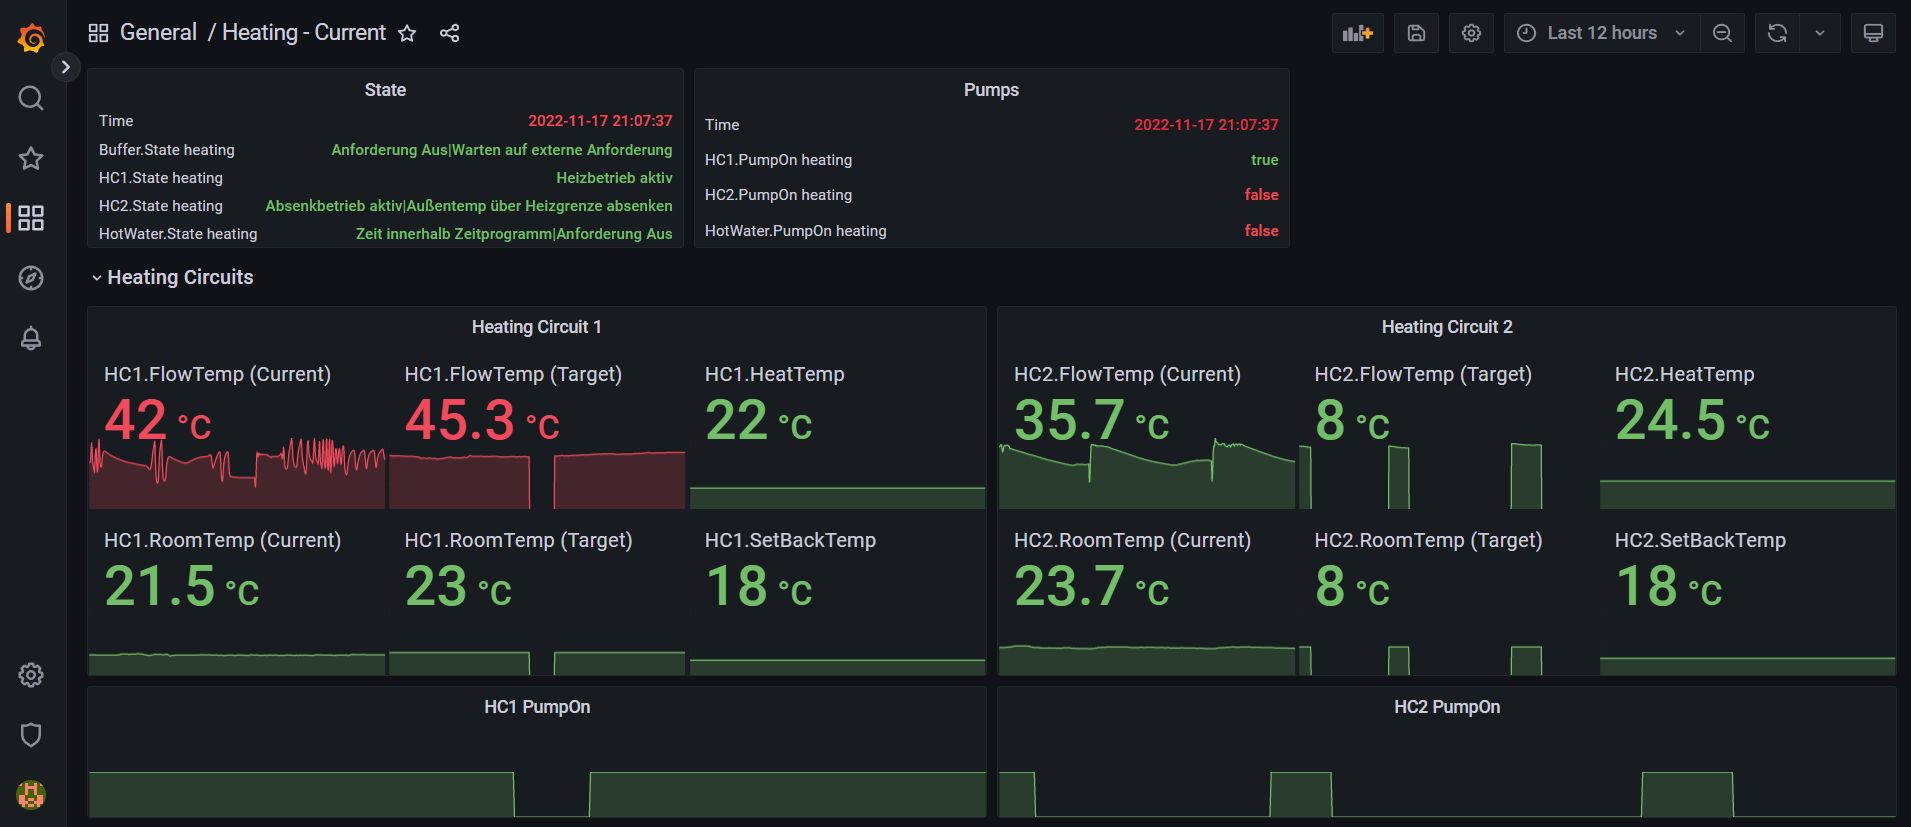 General / Heating - Current
Last 12 hours
State
Time 2022-11-17 21:07:37
Buffer.State heating Anforderung Aus|Warten auf externe Anforderung
HC1.State heating Heizbetrieb aktiv
HC2.State heating Absenkbetrieb aktiv|Außentemp über Heizgrenze absenken
HotWater.State heating Zeit innerhalb Zeitprogramm|Anforderung Aus
Pumps
Time 2022-11-17 21:07:37
HC1.PumpOn heating true
HC2.PumpOn heating false
HotWater.PumpOn heating false
Heating Circuits
Heating Circuit 1
HC1.FlowTemp (Current) HC1.FlowTemp (Target) HC1.HeatTemp
42 °C 45.3 °C 22 °C
HC1.RoomTemp (Current) HC1.RoomTemp (Target) HC1.SetBackTemp
21.5 °C 23 °C 18 °C
Heating Circuit 2
HC2.FlowTemp (Current) HC2.FlowTemp (Target) HC2.HeatTemp
35.7 °C 8 °C 24.5 °C
HC2.RoomTemp (Current) HC2.RoomTemp (Target) HC2.SetBackTemp
23.7 °C 8 °C 18 °C
HC1 PumpOn
HC2 PumpOn